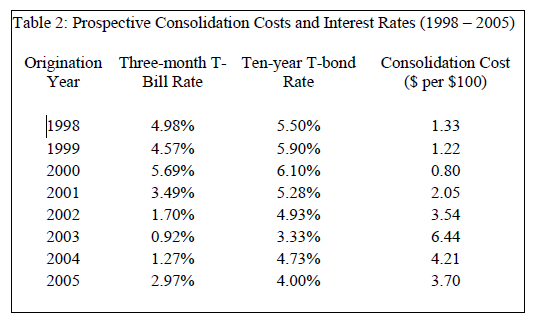 Table 2: Prospective Consolidation Costs and Interest Rates (1998 – 2005)
Origination Three-month T- Ten-year T-bond Consolidation Cost
Year Bill Rate Rate ($ per $100)
1998 4.98% 5.50% 1.33
1999 4.57% 5.90% 1.22
2000 5.69% 6.10% 0.80
2001 3.49% 5.28% 2.05
2002 1.70% 4.93% 3.54
2003 0.92% 3.33% 6.44
2004 1.27% 4.73% 4.21
2005 2.97% 4.00% 3.70